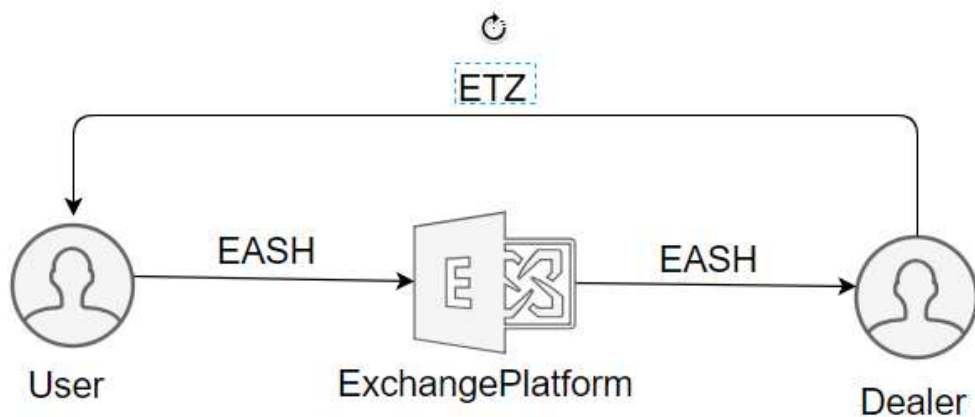 ETZ
EASH
EASH
E
User
ExchangePlatform
Dealer